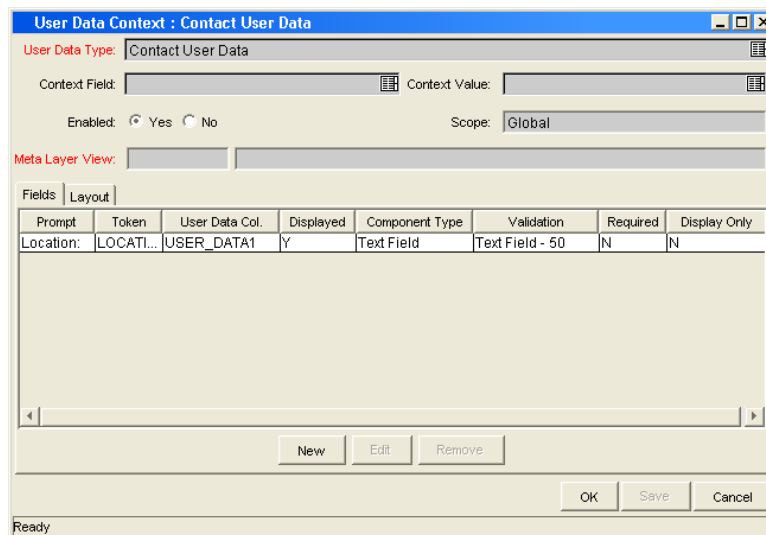 User Data Context : Contact User Data
User Data Type: Contact User Data
Context Field: Context Value:
Enabled: Yes No Scope: Global
Meta Layer View:
Fields Layout
Prompt Token User Data Col. Displayed Component Type Validation Required Display Only
Location: LOCATI... USER_DATA1 Y Text Field Text Field - 50 N N
New Edit Remove
OK Save Cancel
Ready